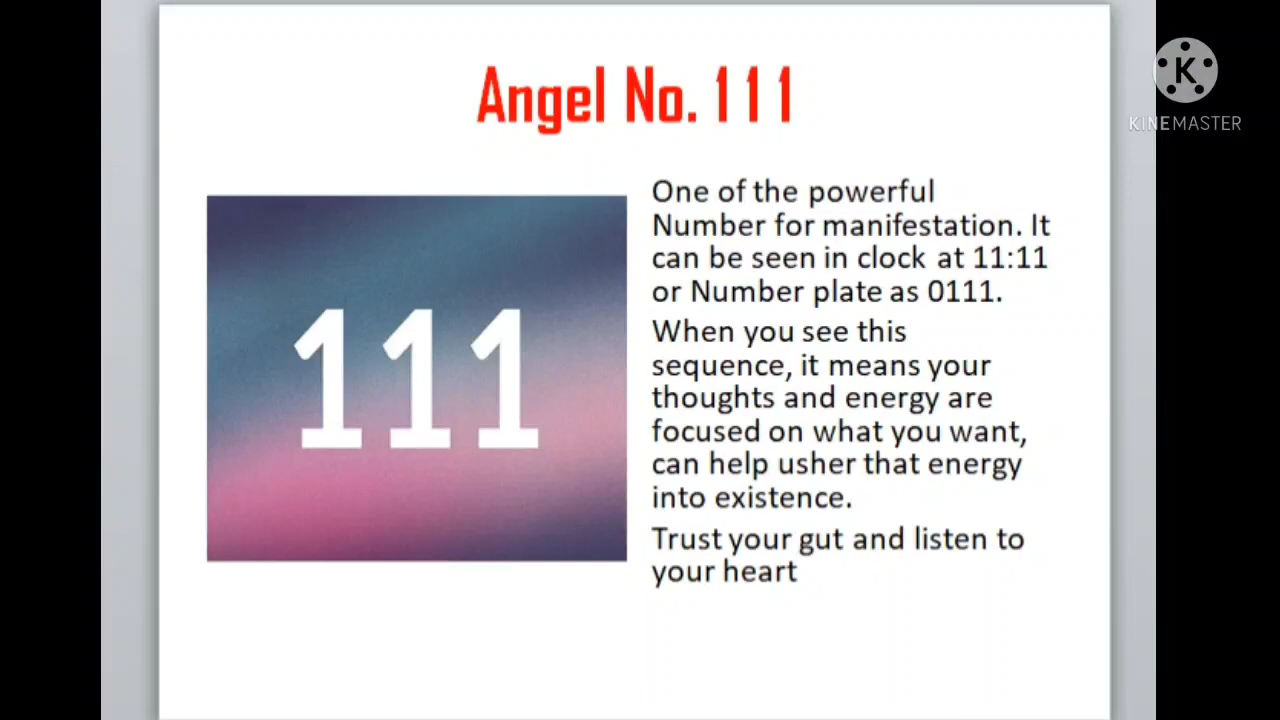 Angel No. 111
K
KINEMASTER
111
One of the powerful
Number for manifestation. It
can be seen in clock at 11:11
or Number plate as 0111.
When you see this
sequence, it means your
thoughts and energy are
focused on what you want,
can help usher that energy
into existence.
Trust your gut and listen to
your heart